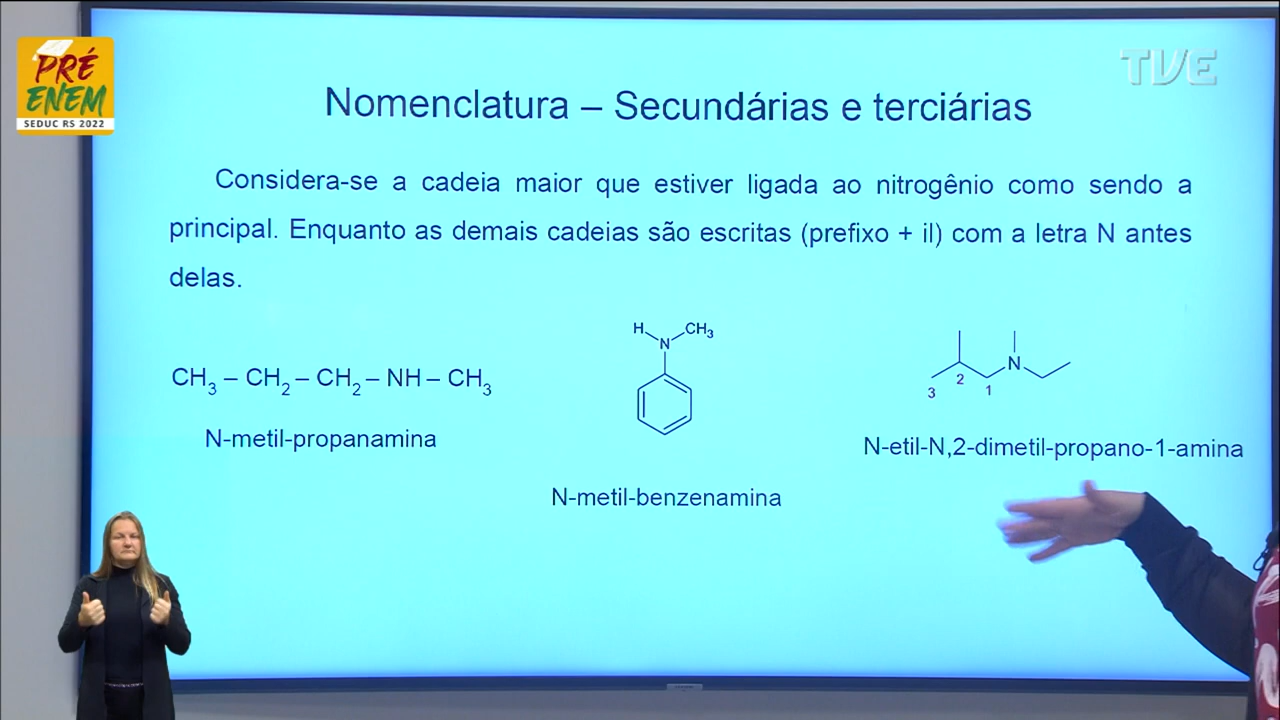 PRÉ
ENEM
SEDUC RS 2022
TVE
Nomenclatura – Secundárias e terciárias
Considera-se a cadeia maior que estiver ligada ao nitrogênio como sendo a
principal. Enquanto as demais cadeias são escritas (prefixo + il) com a letra N antes
delas.
H CH3
N
CH3 – CH2 – CH2 – NH – CH3
N
3 2 1
N-metil-propanamina
N-etil-N,2-dimetil-propano-1-amina
N-metil-benzenamina